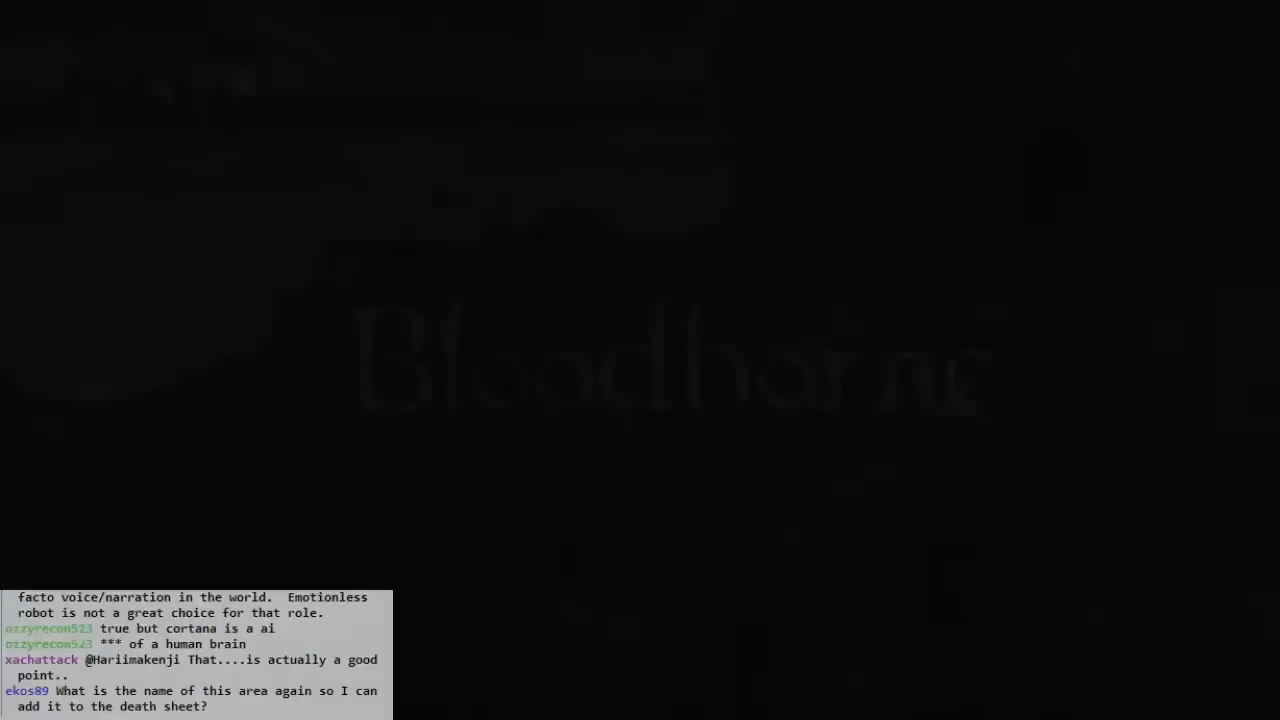 Bloodborne
facto voice/narration in the world.  Emotionless
robot is not a great choice for that role.
ozzyrecon523 true but cortana is a ai
ozzyrecon523 *** of a human brain
xachattack @Hariimakenji That....is actually a good
point..
ekos89 What is the name of this area again so I can
add it to the death sheet?